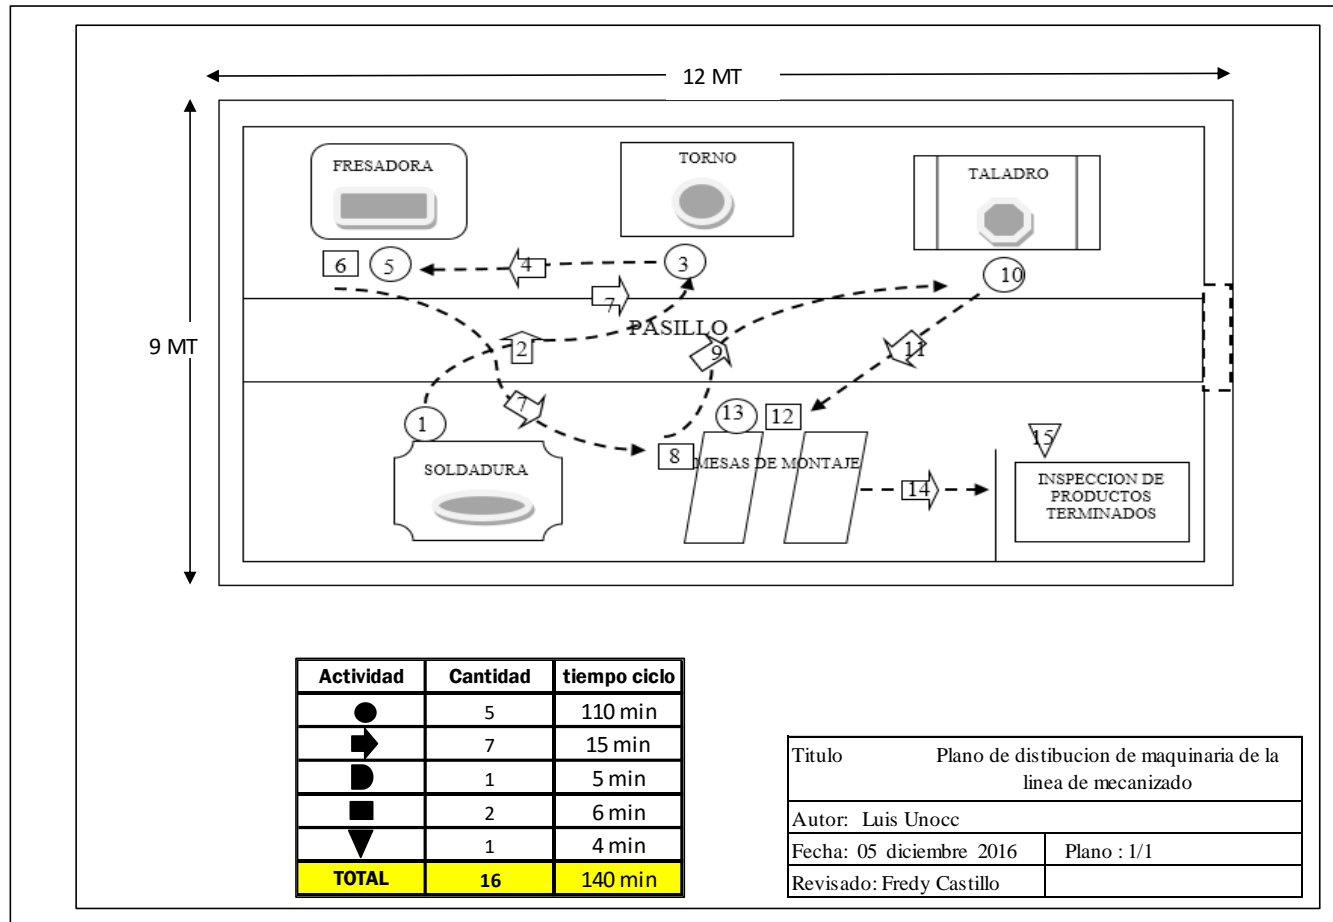 12 MT
9 MT
FRESADORA
TORNO
TALADRO
6
5
4
3
10
7
PASILLO
2
9
11
7
1
13
12
15
8
MESAS DE MONTAJE
SOLDADURA
14
INSPECCION DE
PRODUCTOS
TERMINADOS
Actividad Cantidad tiempo ciclo
5 110 min
7 15 min
1 5 min
2 6 min
1 4 min
TOTAL 16 140 min
Titulo Plano de distibucion de maquinaria de la
linea de mecanizado
Autor: Luis Unocc
Fecha: 05 diciembre 2016 Plano : 1/1
Revisado: Fredy Castillo